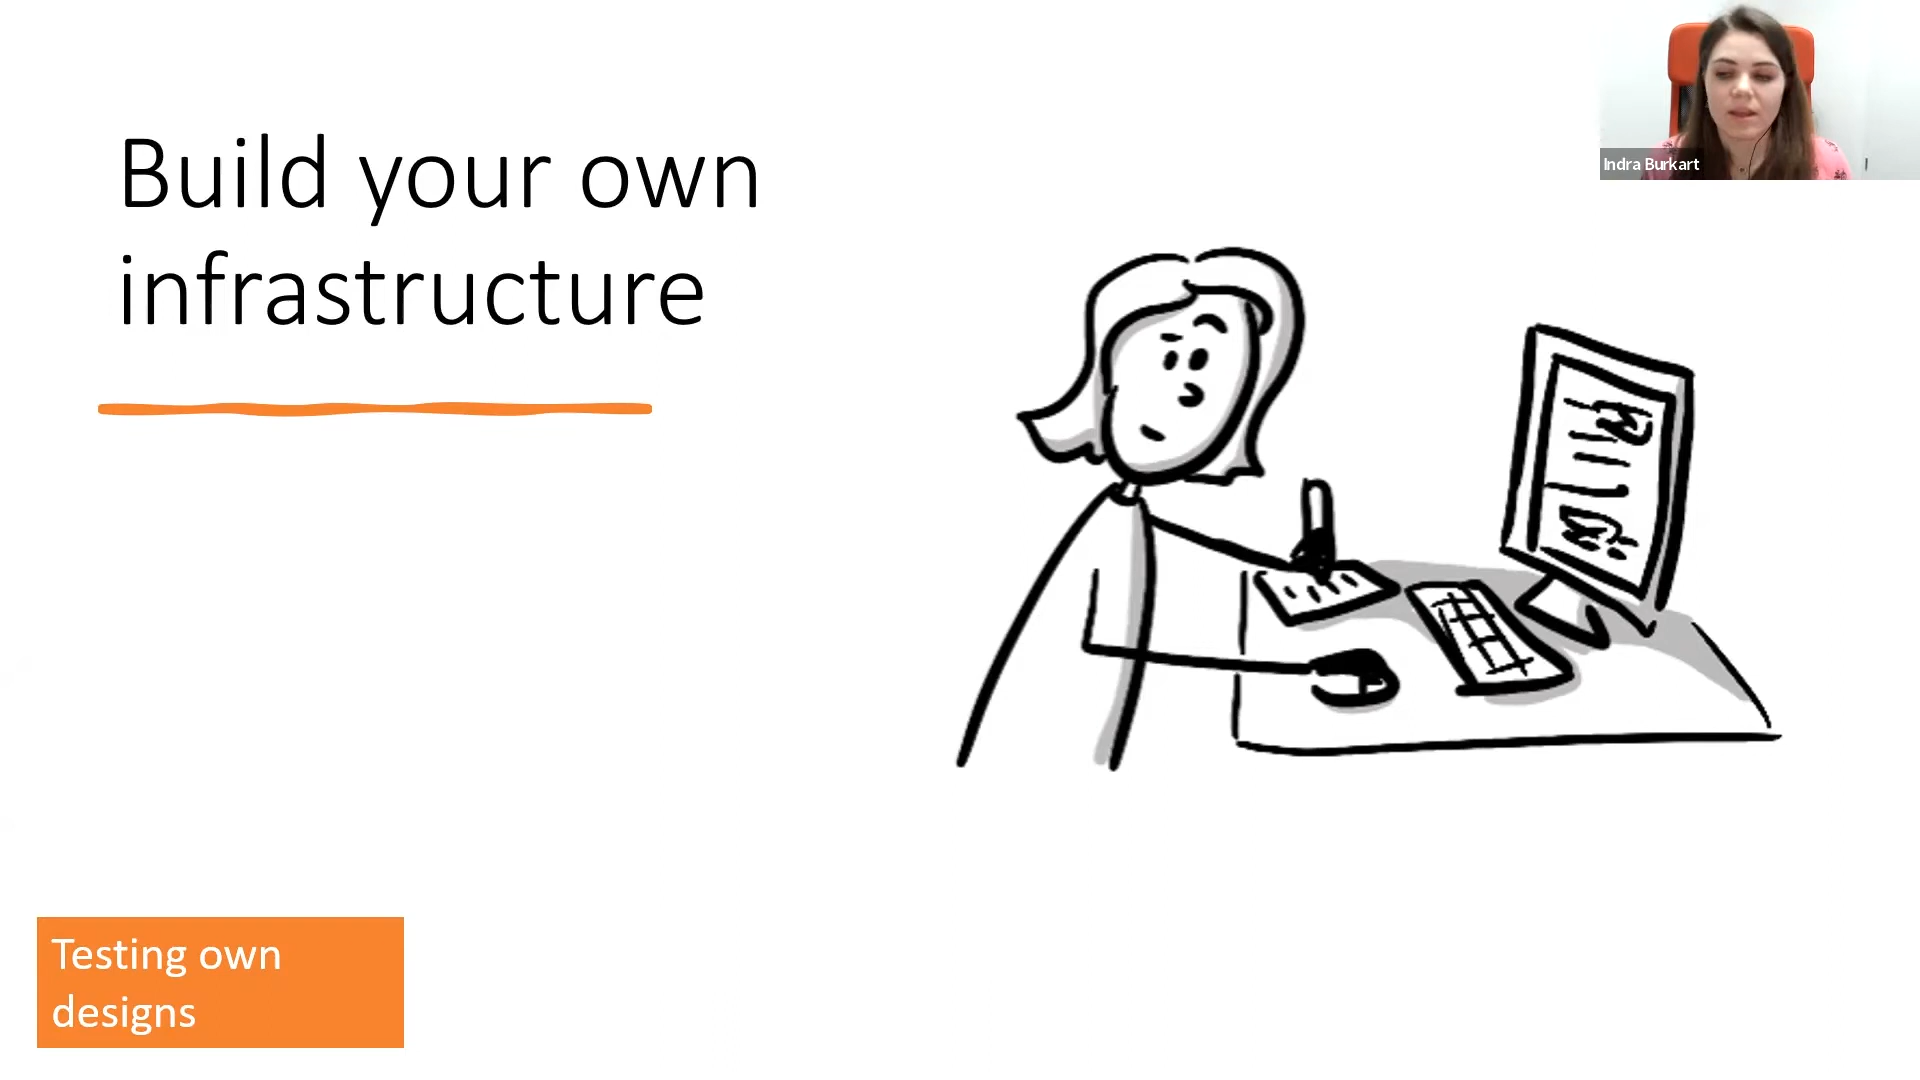 Build your own
infrastructure
Indra Burkart
Testing own
designs